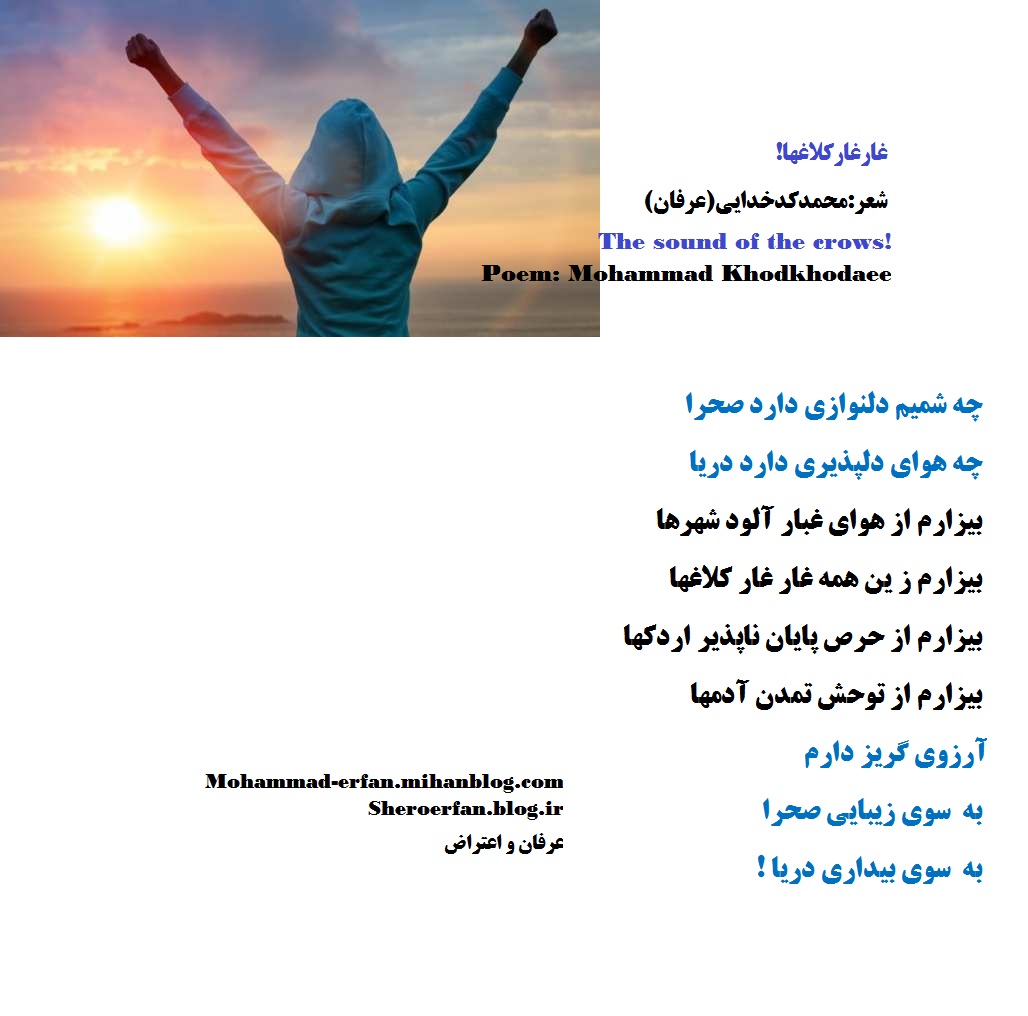 غارغارکلاغها!
شعر:محمدکدخدایی(عرفان)
The sound of the crows!
Poem: Mohammad Khodkhodaee
چه شمیم دلنوازی دارد صحرا
چه هوای دلپذیری دارد دریا
بیزارم از هوای غبار آلود شهرها
بیزارم ز ین همه غار غار کلاغها
بیزارم از حرص پایان ناپذیر اردکها
بیزارم از توحش تمدن آدمها
آرزوی گریز دارم
به سوی زیبایی صحرا
به سوی بیداری دریا !
Mohammad-erfan.mihanblog.com
Sheroerfan.blog.ir
عرفان و اعتراض